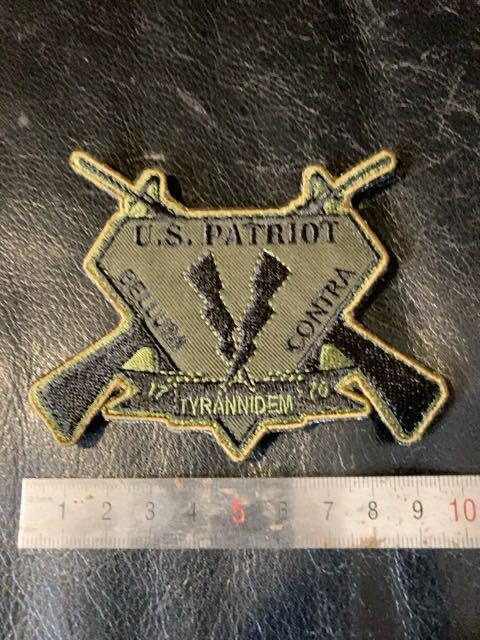 U.S. PATRIOT
BELLUM
CONTRA
17 76
TYRANNIDEM
1 2 3 4 5 6 7 8 9 10